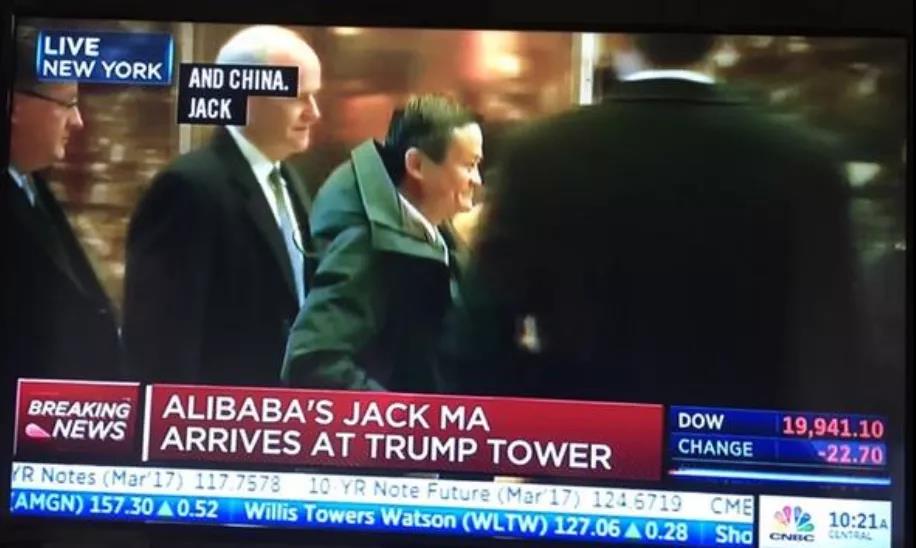 LIVE
NEW YORK
AND CHINA.
JACK
BREAKING
NEWS
ALIBABA'S JACK MA
ARRIVES AT TRUMP TOWER
DOW 19,941.10
CHANGE -22.70
YR Notes (Mar'17) 117.7578 10 YR Note Future (Mar'17) 124.6719 CME
(AMGN) 157.30 ▲ 0.52 Willis Towers Watson (WLTW) 127.06 ▲ 0.28 Sha
CNBC
10:21A
CENTRAL